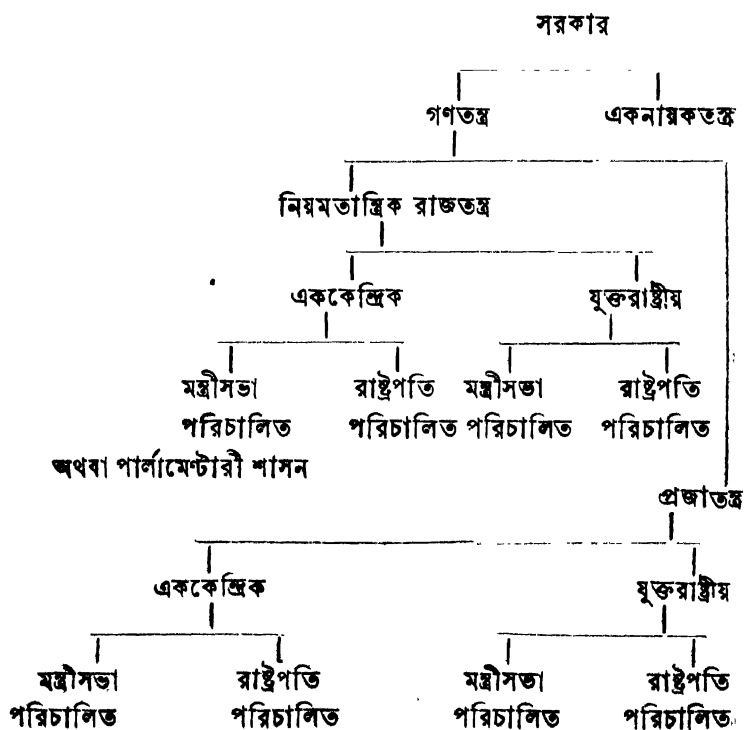 সরকার
গণতন্ত্র একনায়কতন্ত্র
নিয়মতান্ত্রিক রাজতন্ত্র
এককেন্দ্রিক যুক্তরাষ্ট্রীয়
মন্ত্রীসভা রাষ্ট্রপতি মন্ত্রীসভা রাষ্ট্রপতি
পরিচালিত পরিচালিত পরিচালিত পরিচালিত
অথবা পার্লামেণ্টারী শাসন
প্রজাতন্ত্র
এককেন্দ্রিক যুক্তরাষ্ট্রীয়
মন্ত্রীসভা রাষ্ট্রপতি মন্ত্রীসভা রাষ্ট্রপতি
পরিচালিত পরিচালিত পরিচালিত পরিচালিত